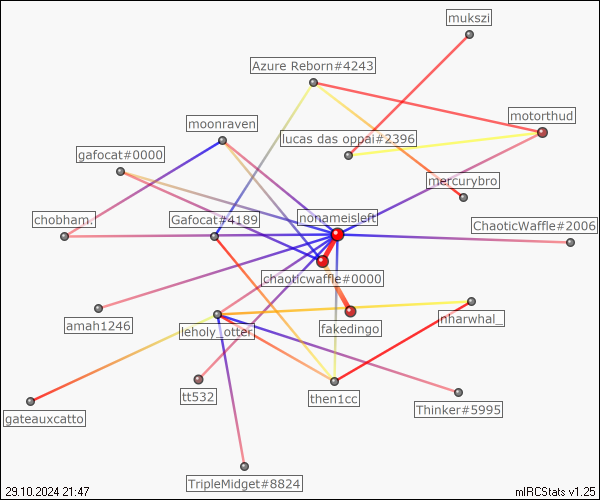 mukszi
Azure Reborn#4243
motorthud
moonraven
lucas das oppai#2396
gafocat#0000
mercurybro
chobham.
Gafocat#4189
nonameisleft
ChaoticWaffle#2006
chaoticwaffle#0000
amah1246
leholy_otter
fakedingo
nharwhal_
tt532
then1cc
Thinker#5995
gateauxcatto
TripleMidget#8824
29.10.2024 21:47
mIRCStats v1.25